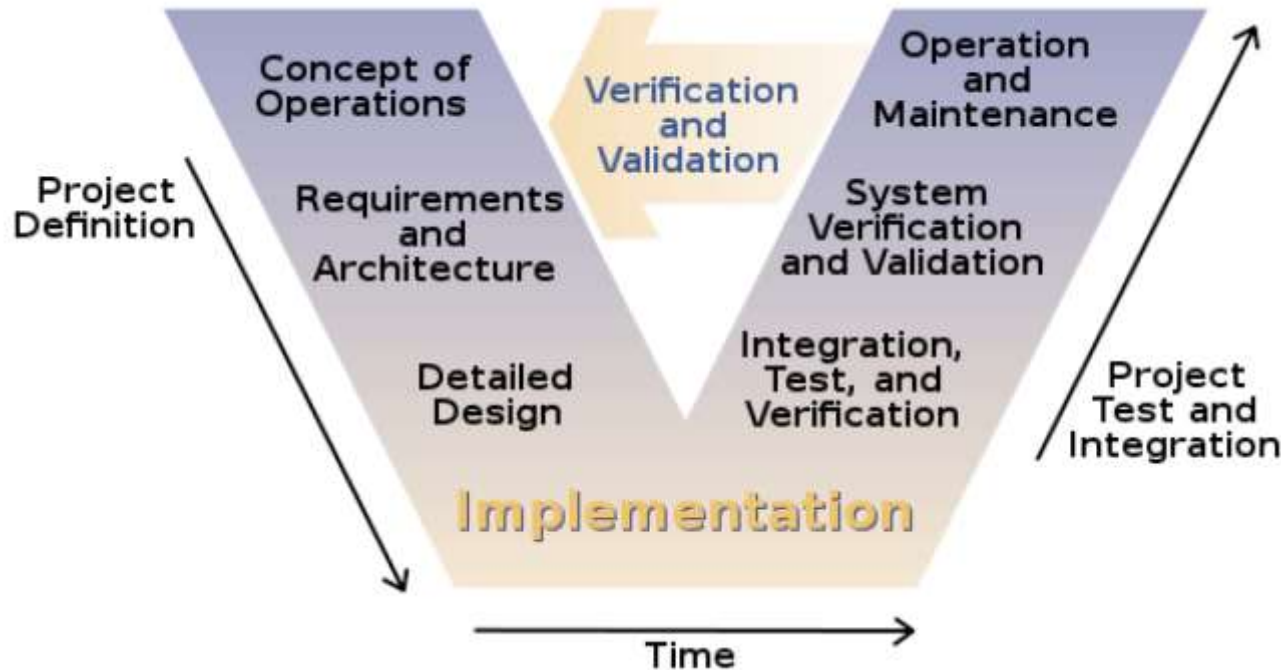 Concept of
Operations
Verification
and
Validation
Operation
and
Maintenance
Project
Definition
Requirements
and
Architecture
System
Verification
and Validation
Detailed
Design
Integration,
Test, and
Verification
Project
Test and
Integration
Implementation
Time